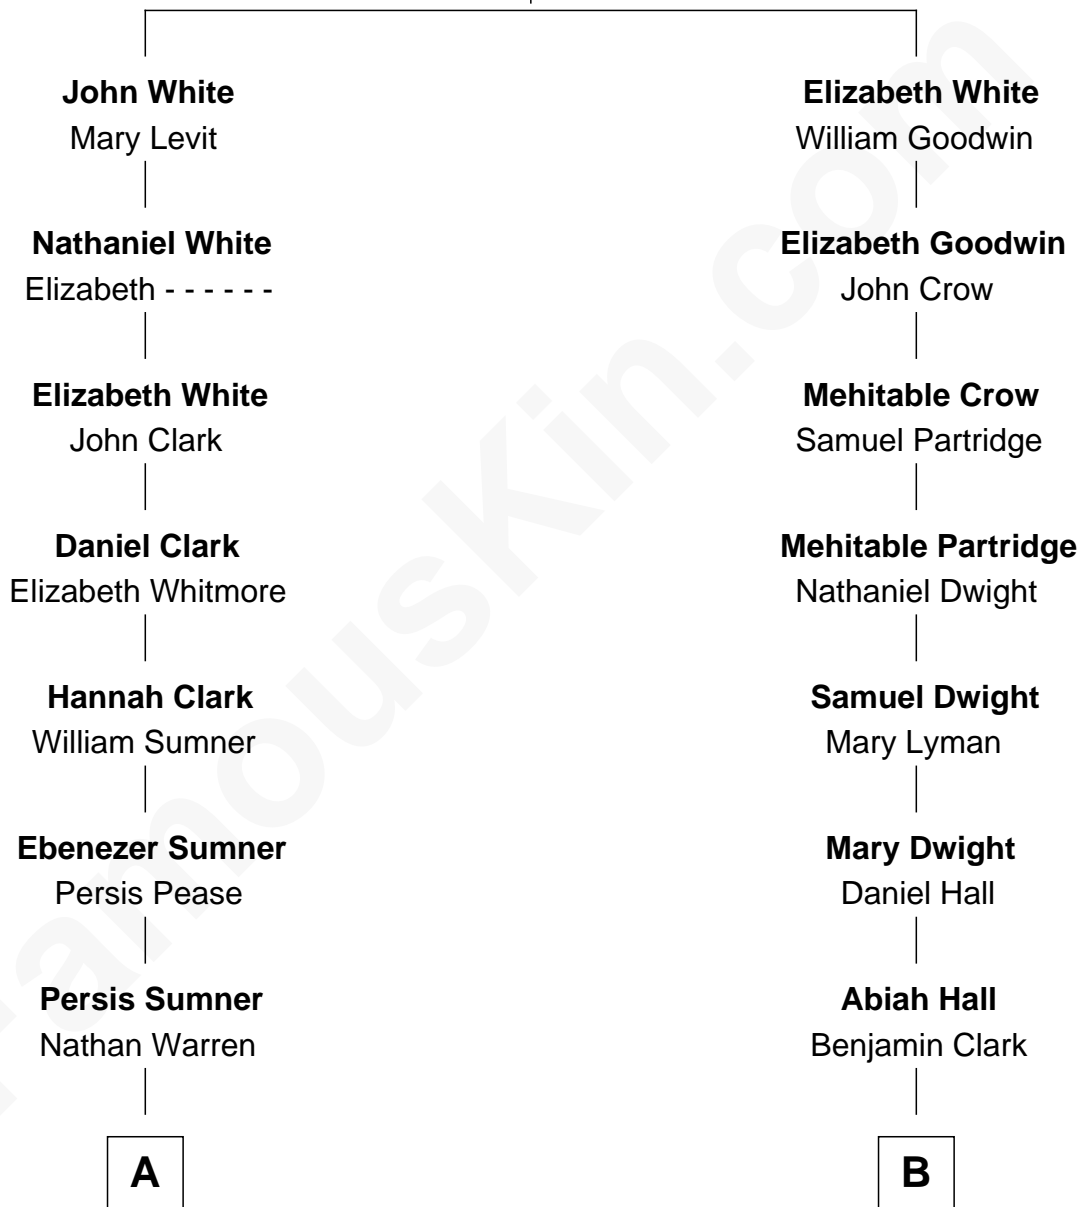 John White
Mary Levit
Nathaniel White
Elizabeth - - - - - -
Elizabeth White
John Clark
Daniel Clark
Elizabeth Whitmore
Hannah Clark
William Sumner
Ebenezer Sumner
Persis Pease
Persis Sumner
Nathan Warren
A
Elizabeth White
William Goodwin
Elizabeth Goodwin
John Crow
Mehitable Crow
Samuel Partridge
Mehitable Partridge
Nathaniel Dwight
Samuel Dwight
Mary Lyman
Mary Dwight
Daniel Hall
Abiah Hall
Benjamin Clark
B
FamousKin.com